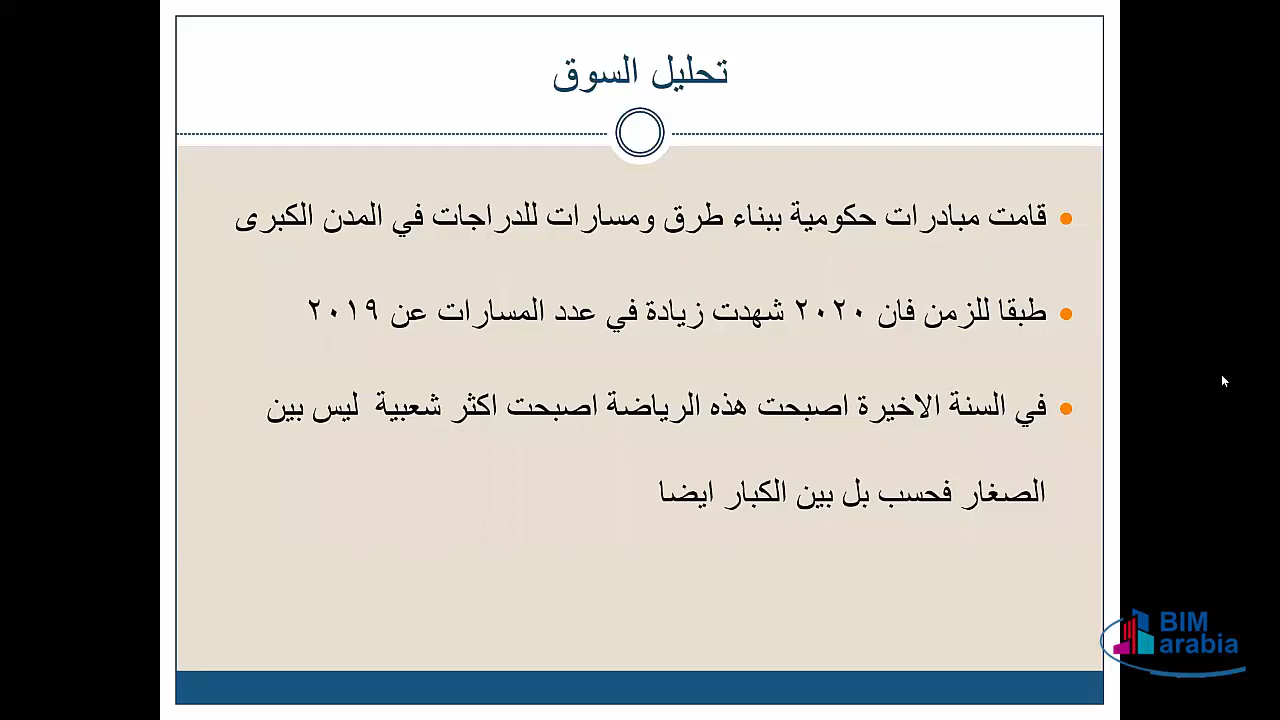 تحليل السوق
قامت مبادرات حكومية ببناء طرق ومسارات للدراجات في المدن الكبرى
طبقا للزمن فان ٢٠٢٠ شهدت زيادة في عدد المسارات عن ٢٠١٩
في السنة الاخيرة اصبحت هذه الرياضة اصبحت اكثر شعبية ليس بين
الصغار فحسب بل بين الكبار ايضا
BIM
arabia